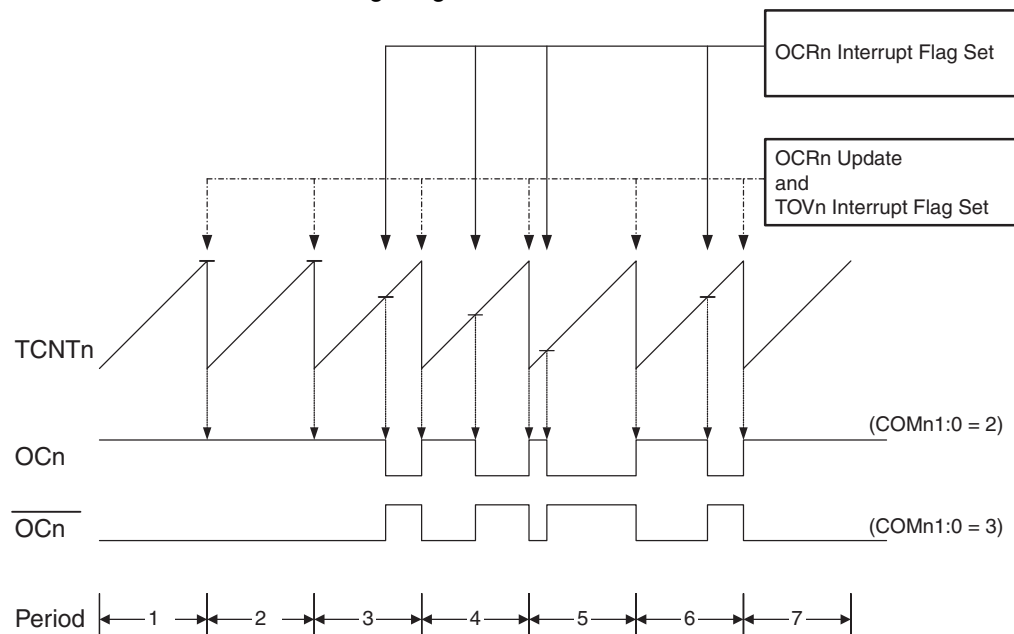 OCRn Interrupt Flag Set
OCRn Update
and
TOVn Interrupt Flag Set
TCNTn
(COMn1:0 = 2)
OCn
OCn
(COMn1:0 = 3)
Period 1 2 3 4 5 6 7